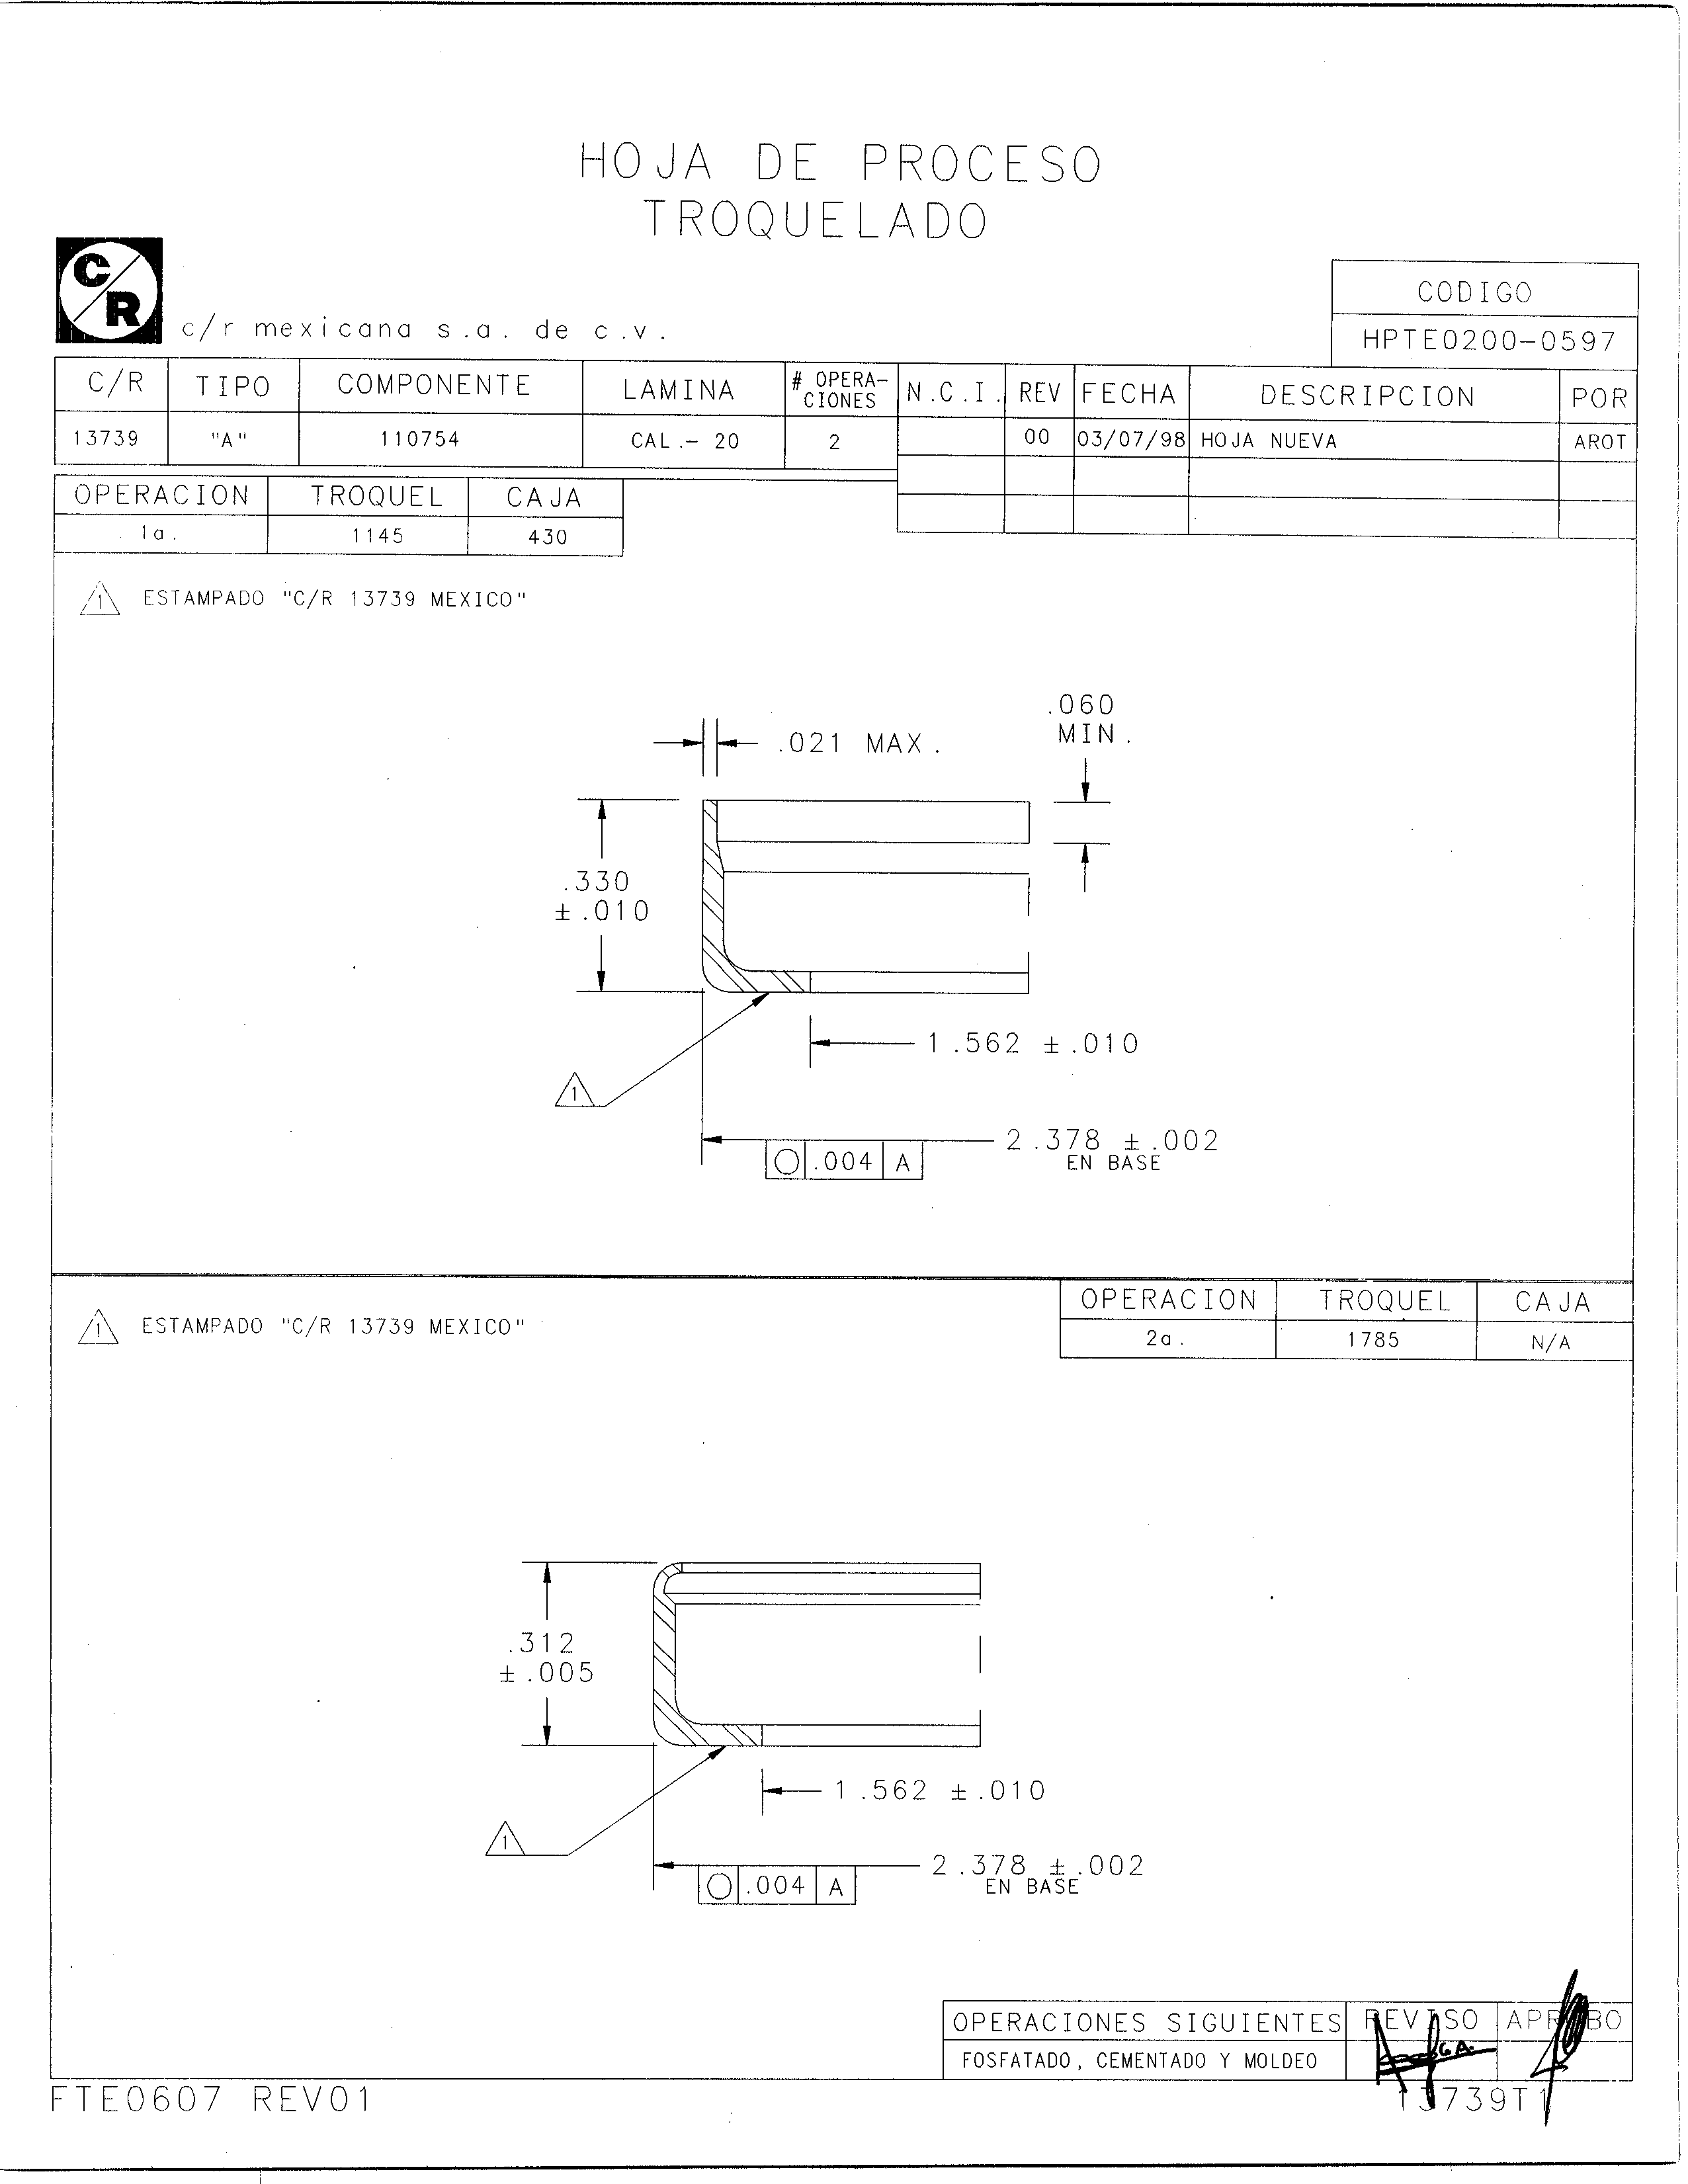 HOJA DE PROCESO
TROQUELADO
C/R
c/r mexicana s.a. de c.v.
CODIGO
HPTE0200-0597
C/R TIPO COMPONENTE LAMINA # OPERA-CIONES N.C.I. REV FECHA DESCRIPCION POR
13739 "A" 110754 CAL.- 20 2 00 03/07/98 HOJA NUEVA AROT
OPERACION TROQUEL CAJA
1a. 1145 430
1 ESTAMPADO "C/R 13739 MEXICO"
.060
MIN.
.021 MAX.
.330
±.010
1.562 ±.010
1
2.378 ±.002
EN BASE
.004 A
OPERACION TROQUEL CAJA
2a. 1785 N/A
1 ESTAMPADO "C/R 13739 MEXICO"
.312
±.005
1.562 ±.010
1
2.378 ±.002
EN BASE
.004 A
OPERACIONES SIGUIENTES REVISO APROBO
FOSFATADO, CEMENTADO Y MOLDEO
FTE0607 REV01
13739T1